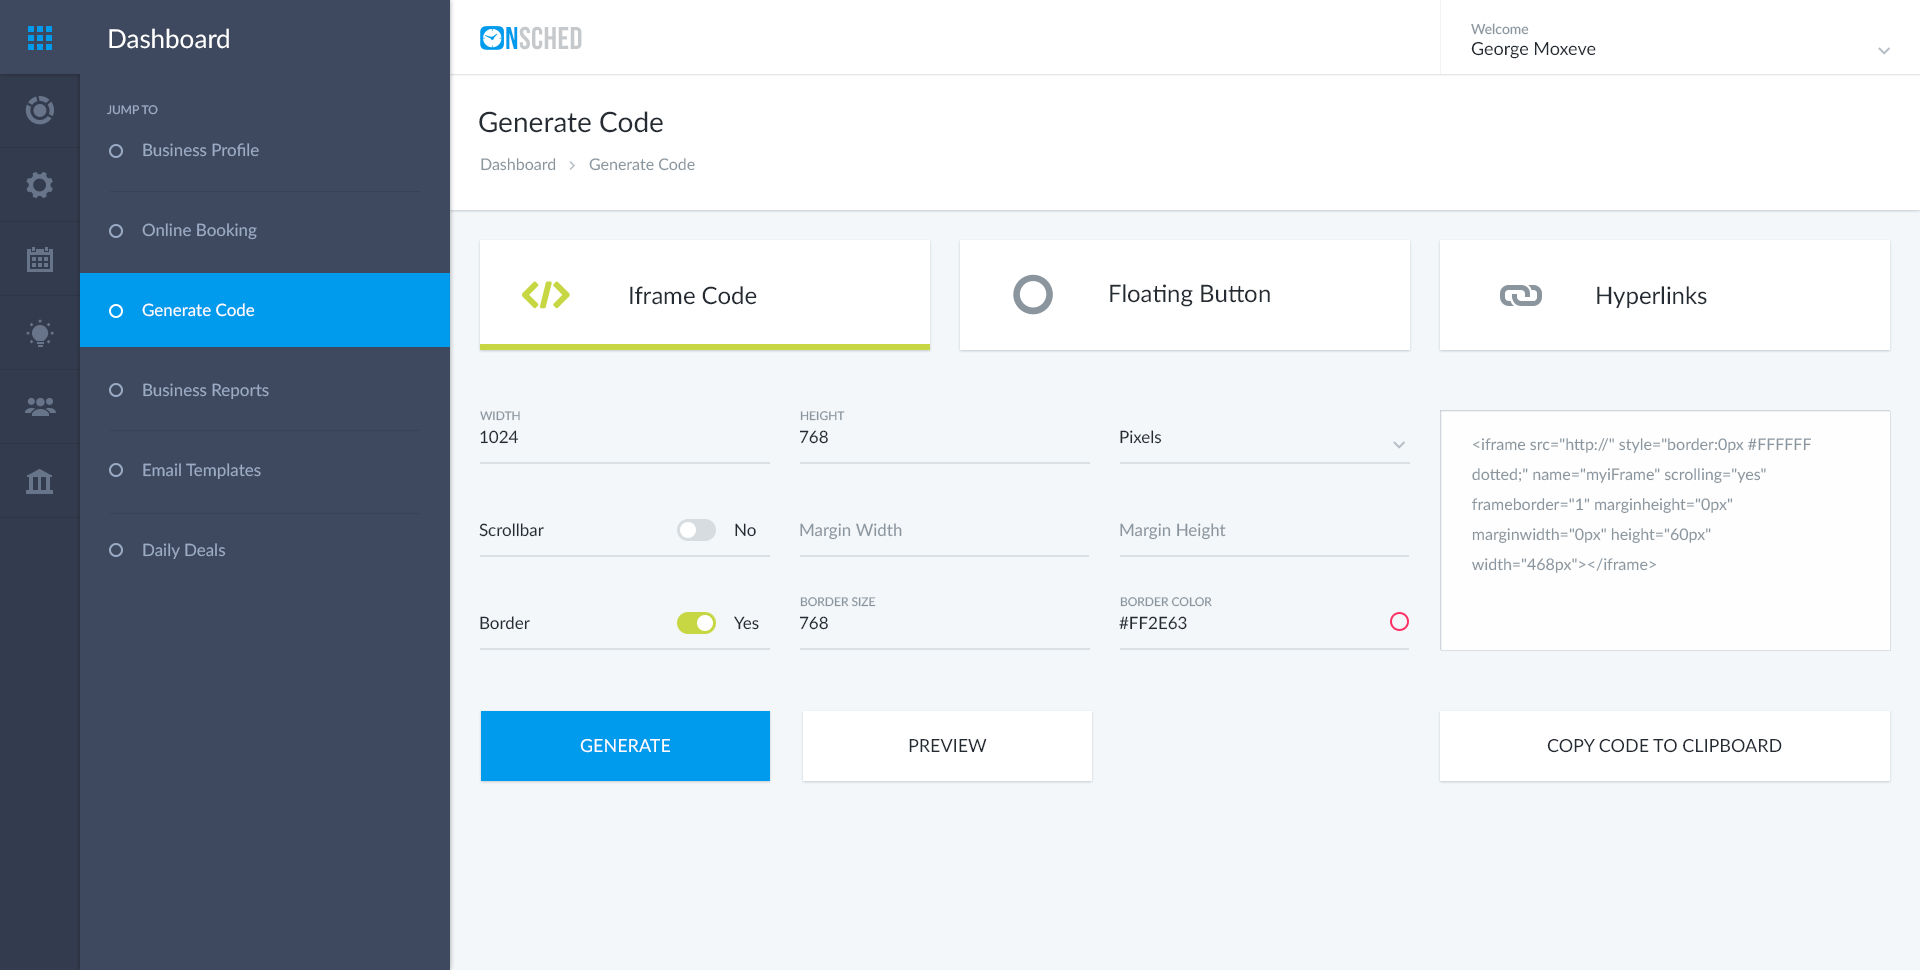 Dashboard
JUMP TO
Business Profile
Online Booking
Generate Code
Business Reports
Email Templates
Daily Deals
ONSCHED
Welcome
George Moxeve
Generate Code
Dashboard > Generate Code
Iframe Code
Floating Button
Hyperlinks
WIDTH
1024
HEIGHT
768
Pixels
Scrollbar No
Margin Width
Margin Height
Border Yes
BORDER SIZE
768
BORDER COLOR
#FF2E63
<iframe src="http://" style="border:0px #FFFFFF
dotted;" name="myiFrame" scrolling="yes"
frameborder="1" marginheight="0px"
marginwidth="0px" height="60px"
width="468px"></iframe>
GENERATE
PREVIEW
COPY CODE TO CLIPBOARD